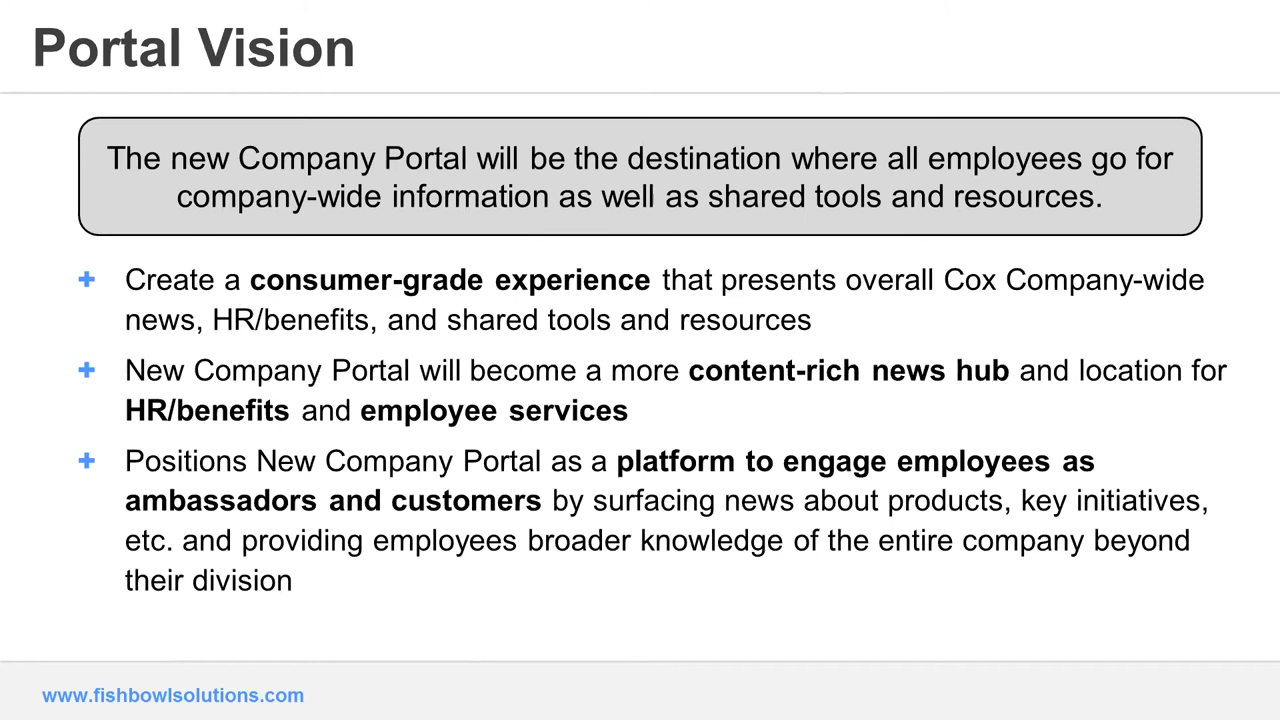 Portal Vision
The new Company Portal will be the destination where all employees go for
company-wide information as well as shared tools and resources.
Create a consumer-grade experience that presents overall Cox Company-wide
news, HR/benefits, and shared tools and resources
New Company Portal will become a more content-rich news hub and location for
HR/benefits and employee services
Positions New Company Portal as a platform to engage employees as
ambassadors and customers by surfacing news about products, key initiatives,
etc. and providing employees broader knowledge of the entire company beyond
their division
www.fishbowlsolutions.com